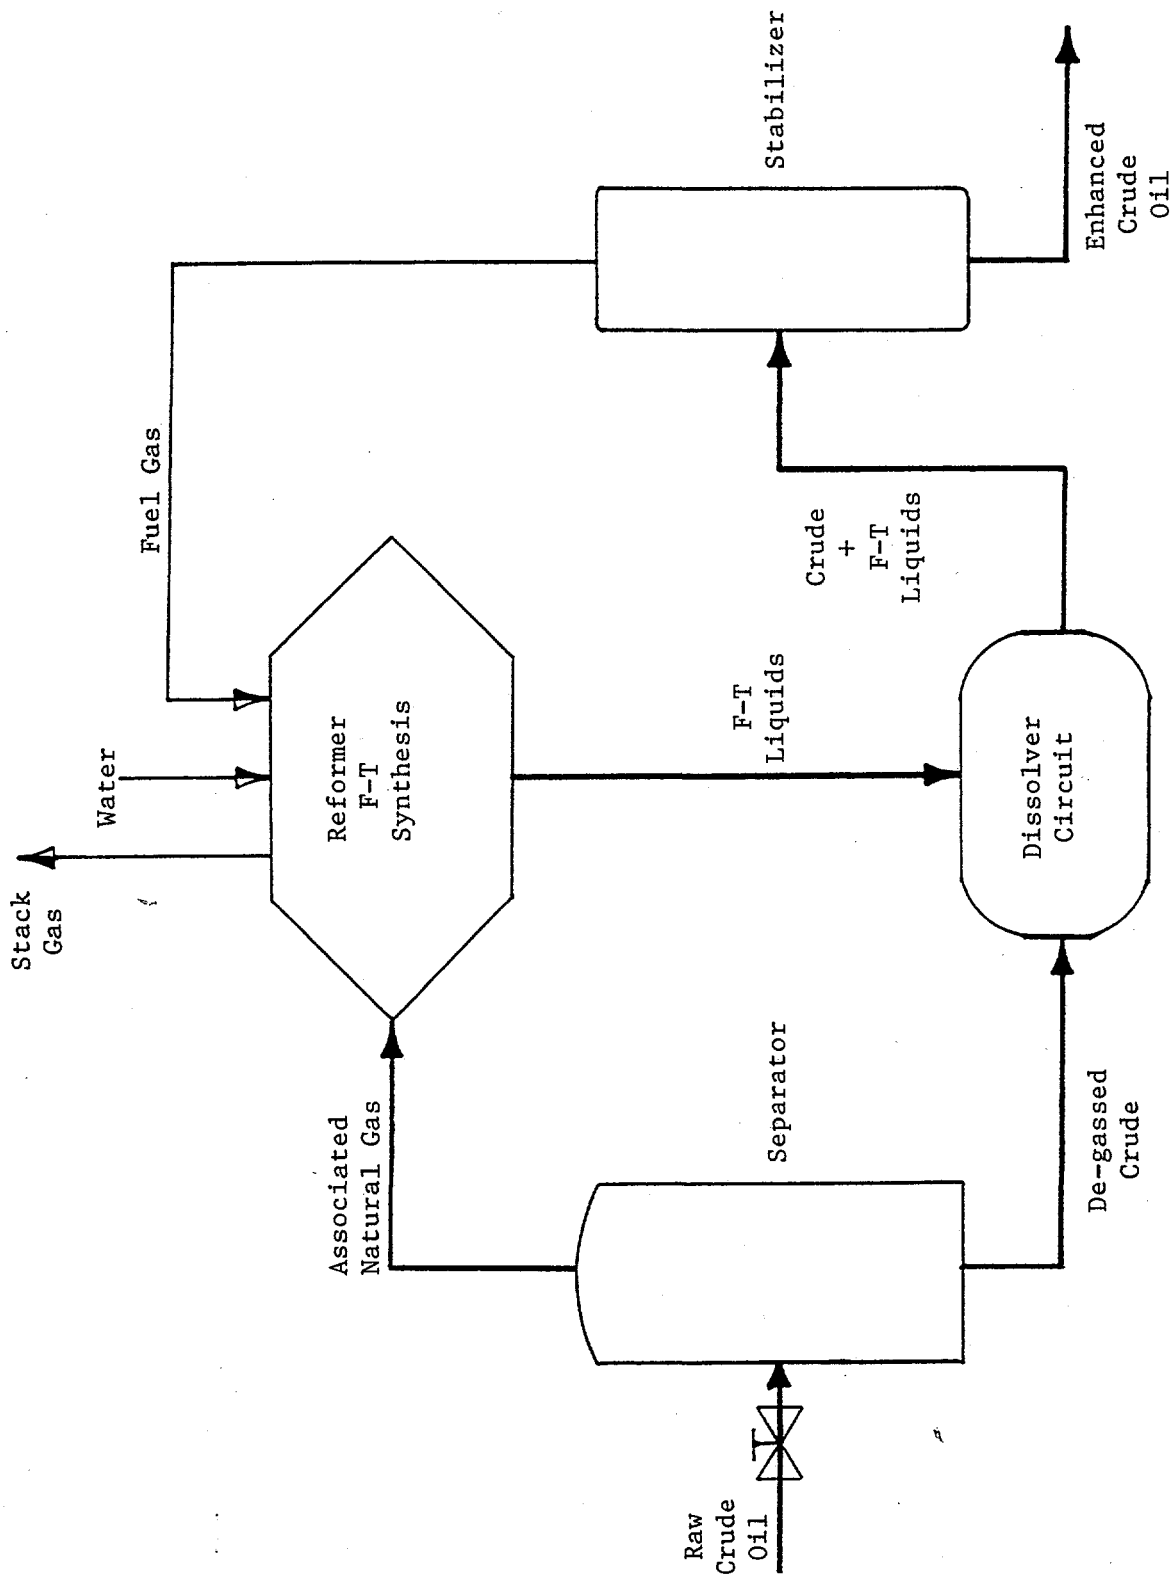 Stack
Gas
Water
Fuel Gas
Reformer
F-T
Synthesis
Associated
Natural Gas
F-T
Liquids
Crude
+
F-T
Liquids
Stabilizer
Separator
Raw
Crude
Oil
Dissolver
Circuit
De-gassed
Crude
Enhanced
Crude
Oil